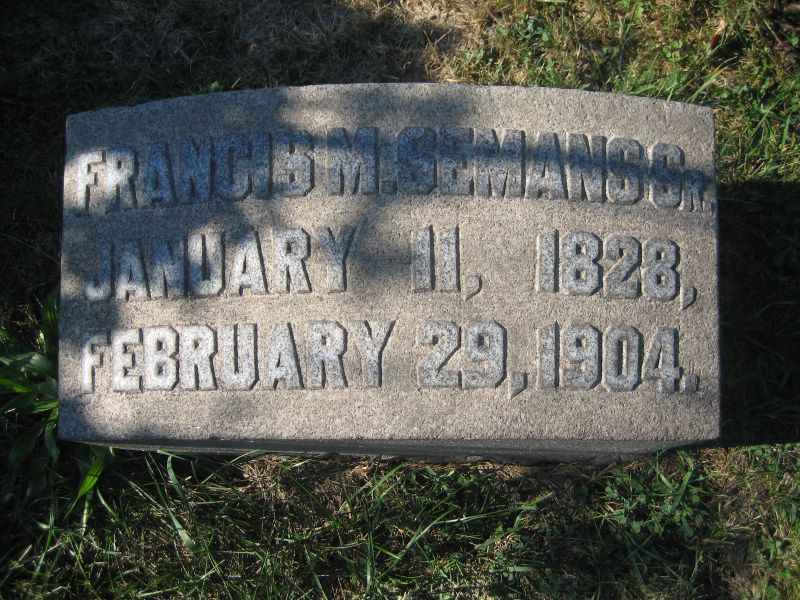 FRANCIS M. SEMANS Sr.
JANUARY 11, 1828,
FEBRUARY 29, 1904.